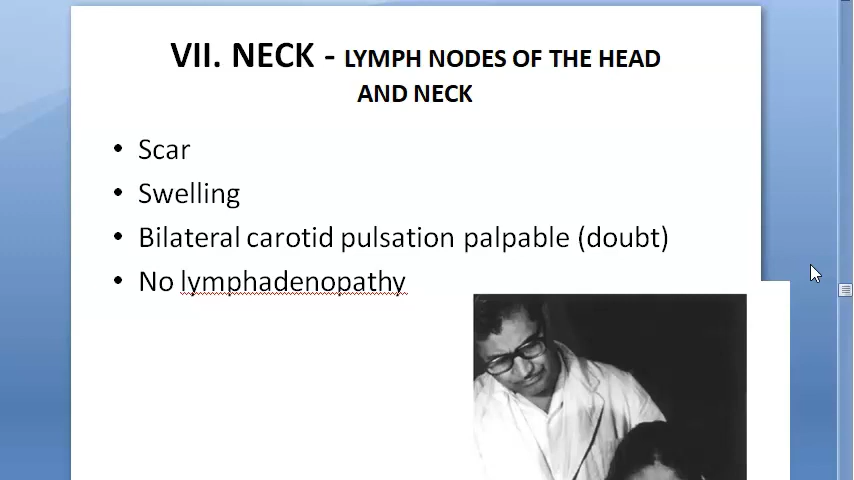 VII. NECK - LYMPH NODES OF THE HEAD
AND NECK
• Scar
• Swelling
• Bilateral carotid pulsation palpable (doubt)
• No lymphadenopathy